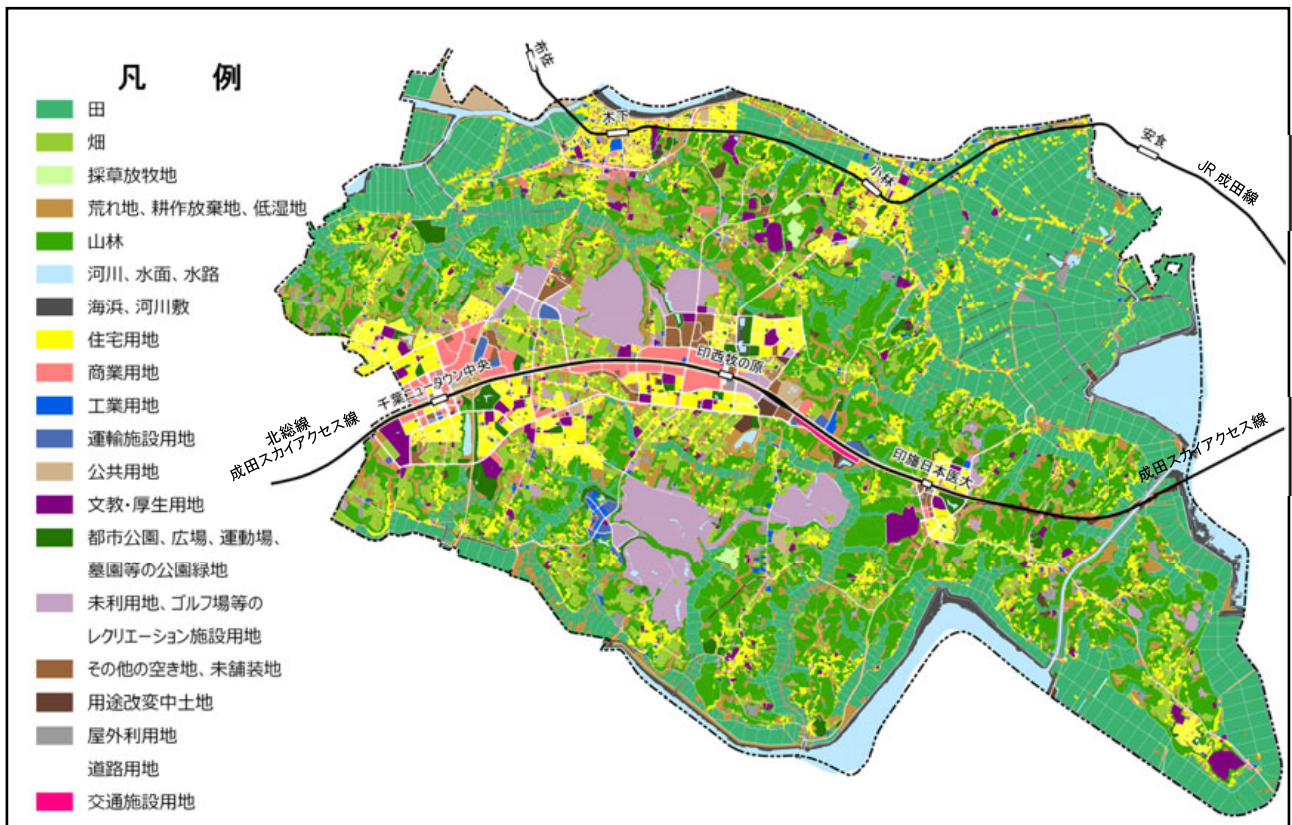 凡 例
田
畑
採草放牧地
荒れ地、耕作放棄地、低湿地
山林
河川、水面、水路
海浜、河川敷
住宅用地
商業用地
工業用地
運輸施設用地
公共用地
文教・厚生用地
都市公園、広場、運動場、
墓園等の公園緑地
未利用地、ゴルフ場等の
レクリエーション施設用地
その他の空き地、未舗装地
用途改変中土地
屋外利用地
道路用地
交通施設用地
布佐
木下
小林
安食
JR成田線
千葉ニュータウン中央
印西牧の原
印旛日本医大
北総線
成田スカイアクセス線
成田スカイアクセス線